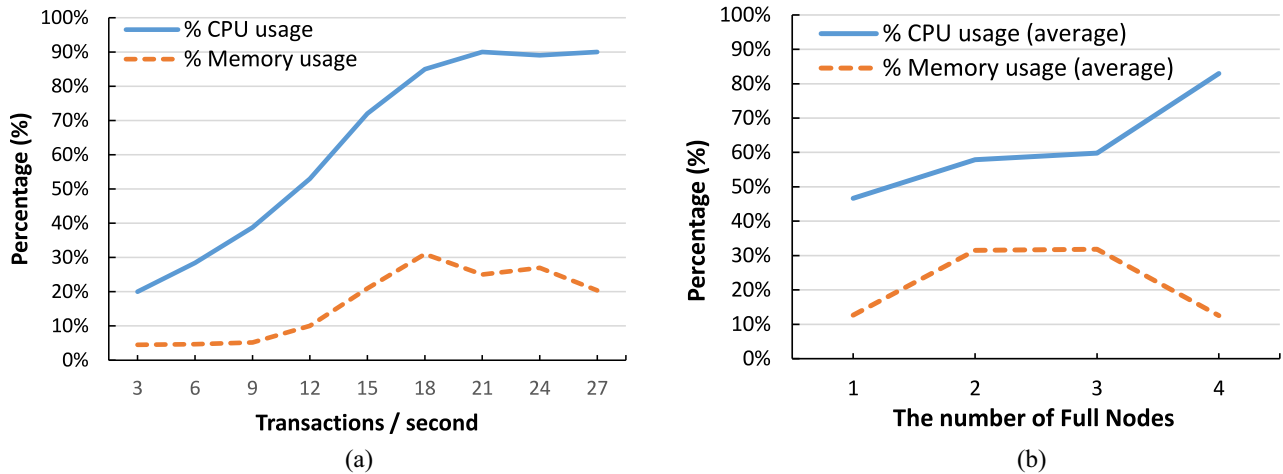 100%
90%
80%
70%
60%
50%
40%
30%
20%
10%
0%
Percentage (%)
% CPU usage
% Memory usage
3 6 9 12 15 18 21 24 27
Transactions / second
(a)
100%
90%
80%
70%
60%
50%
40%
30%
20%
10%
0%
Percentage (%)
% CPU usage (average)
% Memory usage (average)
1 2 3 4
The number of Full Nodes
(b)